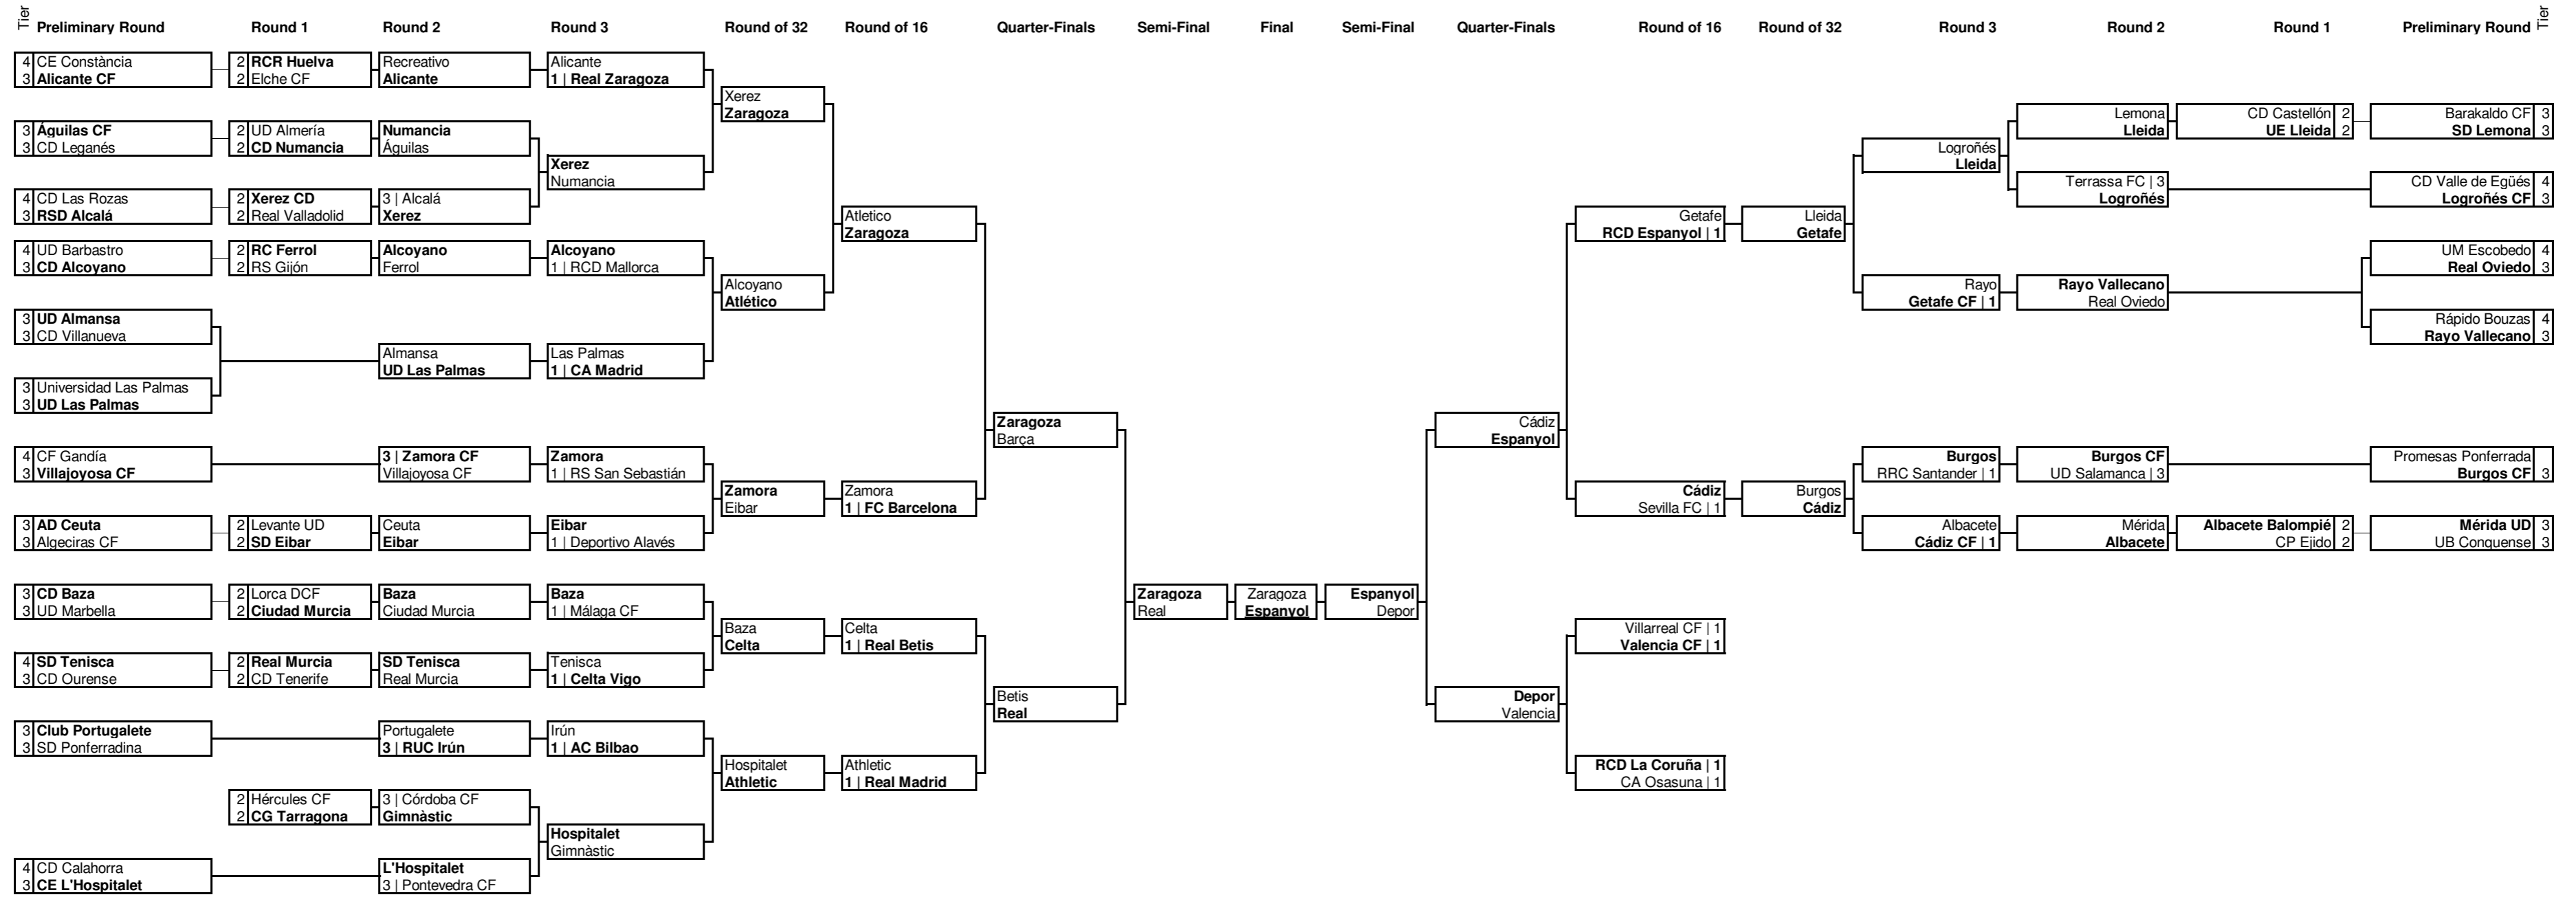 Tier Preliminary Round Round 1 Round 2 Round 3 Round of 32 Round of 16 Quarter-Finals Semi-Final Final Semi-Final Quarter-Finals Round of 16 Round of 32 Round 3 Round 2 Round 1 Preliminary Round Tier
4 CE Constància
3 Alicante CF
2 RCR Huelva
2 Elche CF
Recreativo
Alicante
Alicante
1 | Real Zaragoza
3 Águilas CF
3 CD Leganés
2 UD Almería
2 CD Numancia
Numancia
Águilas
Xerez
Numancia
4 CD Las Rozas
3 RSD Alcalá
2 Xerez CD
2 Real Valladolid
3 | Alcalá
Xerez
Xerez
Zaragoza
4 UD Barbastro
3 CD Alcoyano
2 RC Ferrol
2 RS Gijón
Alcoyano
Ferrol
Alcoyano
1 | RCD Mallorca
3 UD Almansa
3 CD Villanueva
3 Universidad Las Palmas
3 UD Las Palmas
Almansa
UD Las Palmas
Las Palmas
1 | CA Madrid
Alcoyano
Atlético
Atletico
Zaragoza
4 CF Gandía
3 Villajoyosa CF
3 | Zamora CF
Villajoyosa CF
Zamora
1 | RS San Sebastián
3 AD Ceuta
3 Algeciras CF
2 Levante UD
2 SD Eibar
Ceuta
Eibar
Eibar
1 | Deportivo Alavés
Zamora
Eibar
Zamora
1 | FC Barcelona
Zaragoza
Barça
3 CD Baza
3 UD Marbella
2 Lorca DCF
2 Ciudad Murcia
Baza
Ciudad Murcia
Baza
1 | Málaga CF
4 SD Tenisca
3 CD Ourense
2 Real Murcia
2 CD Tenerife
SD Tenisca
Real Murcia
Tenisca
1 | Celta Vigo
Baza
Celta
Celta
1 | Real Betis
3 Club Portugalete
3 SD Ponferradina
Portugalete
3 | RUC Irún
Irún
1 | AC Bilbao
2 Hércules CF
2 CG Tarragona
3 | Córdoba CF
Gimnàstic
4 CD Calahorra
3 CE L'Hospitalet
L'Hospitalet
3 | Pontevedra CF
Hospitalet
Gimnàstic
Hospitalet
Athletic
Athletic
1 | Real Madrid
Betis
Real
Zaragoza
Real
Zaragoza
Espanyol
Espanyol
Depor
Cádiz
Espanyol
Depor
Valencia
Getafe
RCD Espanyol | 1
Cádiz
Sevilla FC | 1
Villarreal CF | 1
Valencia CF | 1
RCD La Coruña | 1
CA Osasuna | 1
Lleida
Getafe
Burgos
Cádiz
Logroñés
Lleida
Rayo
Getafe CF | 1
Burgos
RRC Santander | 1
Albacete
Cádiz CF | 1
Lemona
Lleida
Terrassa FC | 3
Logroñés
Rayo Vallecano
Real Oviedo
Burgos CF
UD Salamanca | 3
Mérida
Albacete
CD Castellón 2
UE Lleida 2
Albacete Balompié 2
CP Ejido 2
Barakaldo CF 3
SD Lemona 3
CD Valle de Egüés 4
Logroñés CF 3
UM Escobedo 4
Real Oviedo 3
Rápido Bouzas 4
Rayo Vallecano 3
Promesas Ponferrada
Burgos CF 3
Mérida UD 3
UB Conquense 3